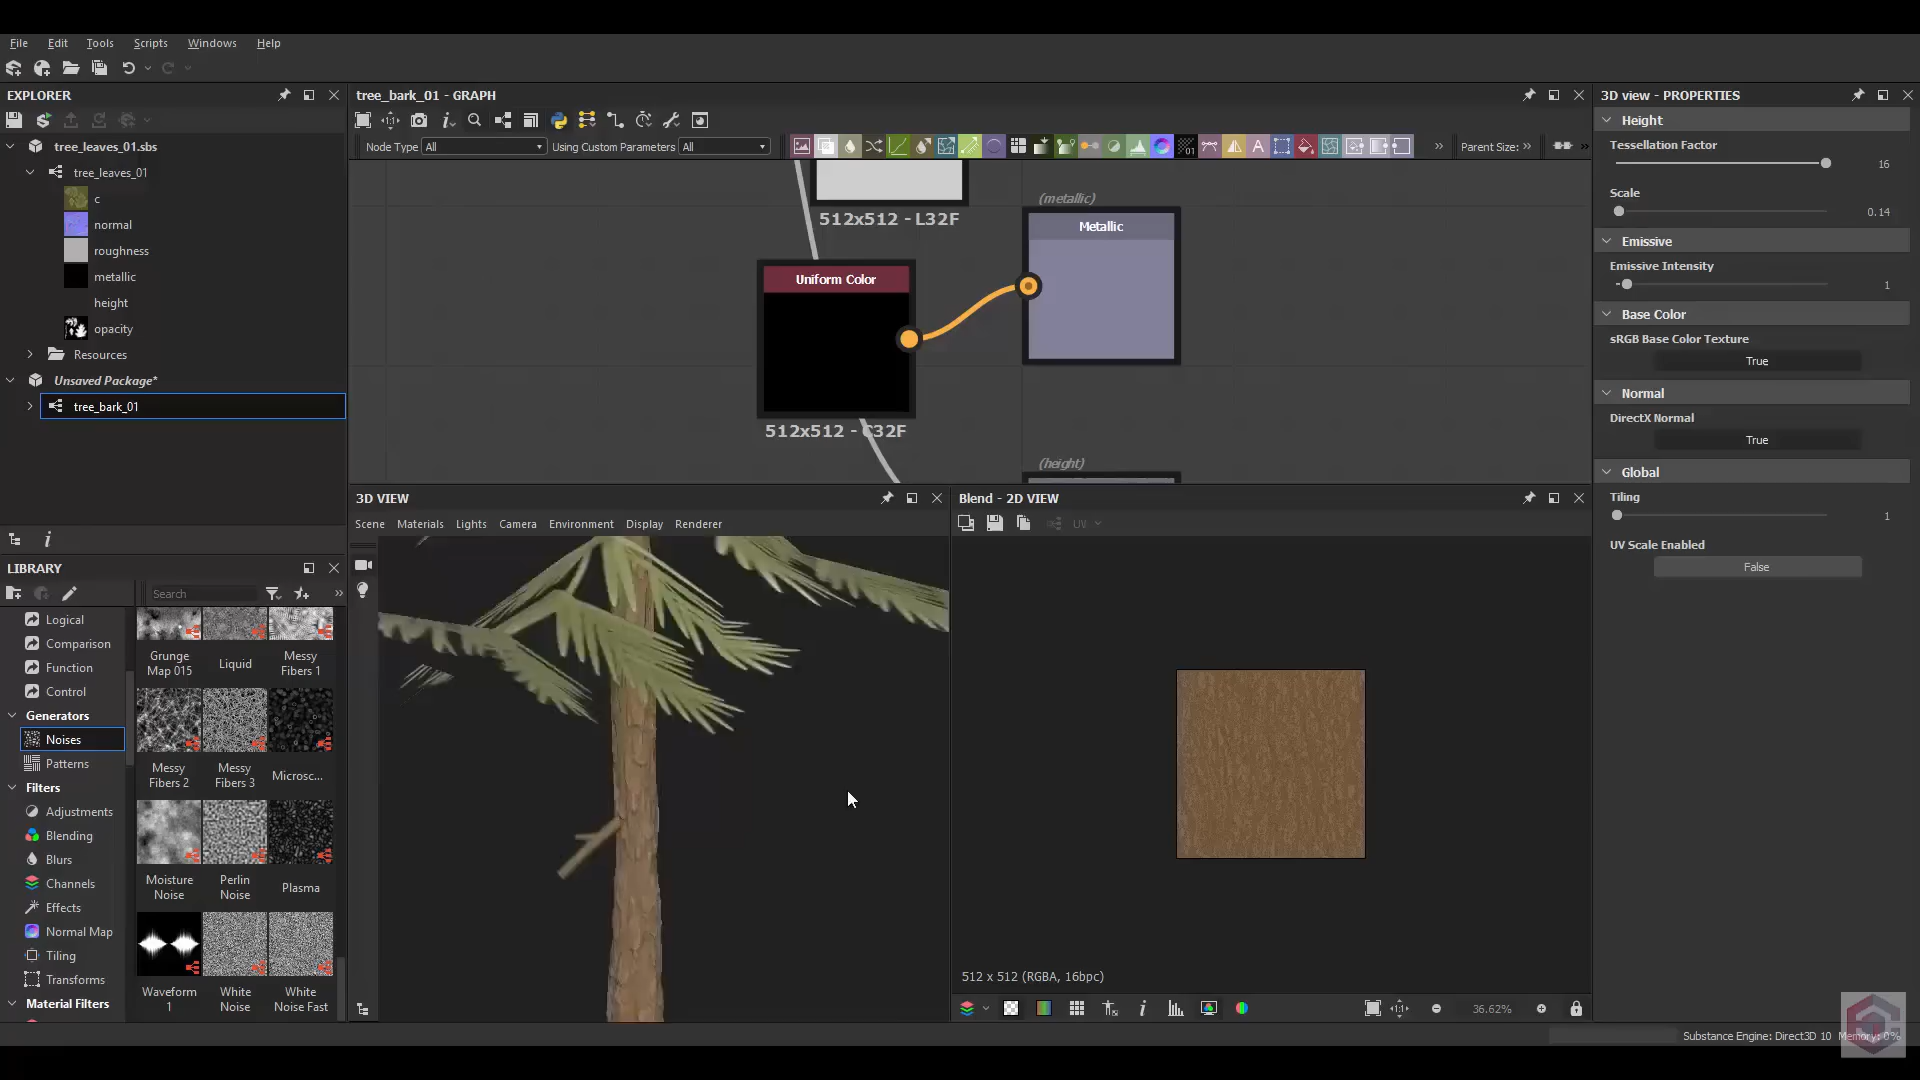 File Edit Tools Scripts Windows Help
EXPLORER
tree_leaves_01.sbs
tree_leaves_01
c
normal
roughness
metallic
height
opacity
Resources
Unsaved Package*
tree_bark_01
LIBRARY
Search
Logical
Comparison
Function
Control
Generators
Noises
Patterns
Filters
Adjustments
Blending
Blurs
Channels
Effects
Normal Map
Tiling
Transforms
Material Filters
Grunge Map 015
Liquid
Messy Fibers 1
Messy Fibers 2
Messy Fibers 3
Microsc...
Moisture Noise
Perlin Noise
Plasma
Waveform 1
White Noise
White Noise Fast
tree_bark_01 - GRAPH
Node Type All Using Custom Parameters All Parent Size:
512x512 - L32F
(metallic)
Metallic
Uniform Color
512x512 - C32F
(height)
3D VIEW
Scene Materials Lights Camera Environment Display Renderer
Blend - 2D VIEW
UV
512 x 512 (RGBA, 16bpc)
36.62%
3D view - PROPERTIES
Height
Tessellation Factor
16
Scale
0.14
Emissive
Emissive Intensity
1
Base Color
sRGB Base Color Texture
True
Normal
DirectX Normal
True
Global
Tiling
1
UV Scale Enabled
False
Substance Engine: Direct3D 10 Memory: 0%